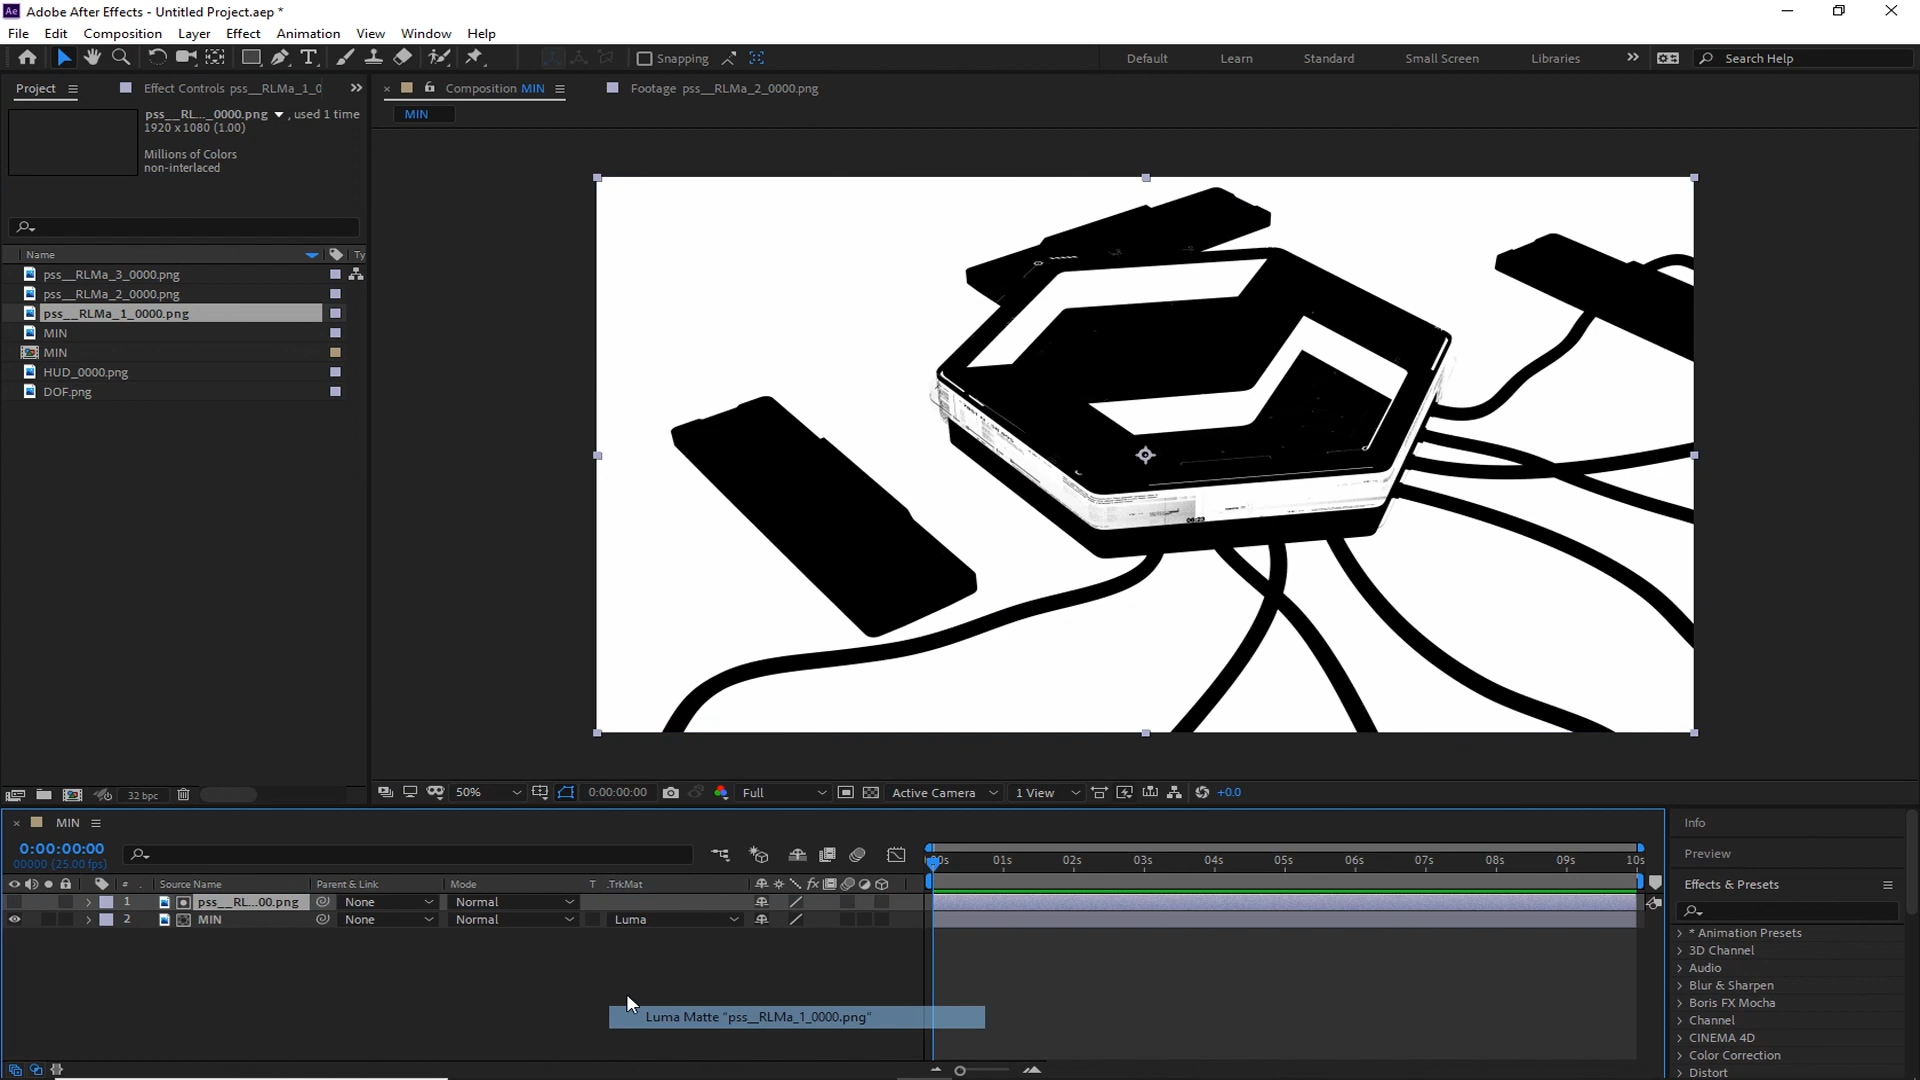 Adobe After Effects - Untitled Project.aep *
File Edit Composition Layer Effect Animation View Window Help
Snapping
Default Learn Standard Small Screen Libraries
Search Help
Project
Effect Controls pss__RLMa_1_0
Composition MIN
Footage pss__RLMa_2_0000.png
MIN
pss__RL..._0000.png , used 1 time
1920 x 1080 (1.00)
Millions of Colors
non-interlaced
Name Ty
pss__RLMa_3_0000.png
pss__RLMa_2_0000.png
pss__RLMa_1_0000.png
MIN
MIN
HUD_0000.png
DOF.png
06:23
32 bpc
50% 0:00:00:00 Full Active Camera 1 View +0.0
MIN
0:00:00:00
00000 (25.00 fps)
00s 01s 02s 03s 04s 05s 06s 07s 08s 09s 10s
# Source Name Parent & Link Mode T .TrkMat
1 pss__RL...00.png None Normal
2 MIN None Normal Luma
Luma Matte "pss__RLMa_1_0000.png"
Info
Preview
Effects & Presets
* Animation Presets
3D Channel
Audio
Blur & Sharpen
Boris FX Mocha
Channel
CINEMA 4D
Color Correction
Distort